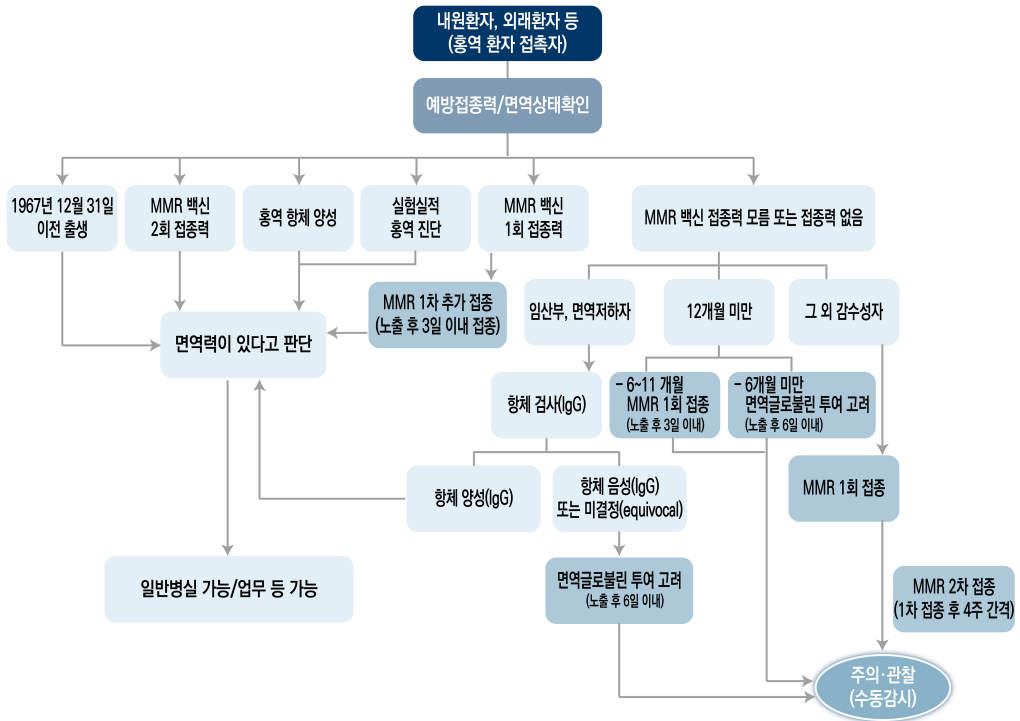 내원환자, 외래환자 등
(홍역 환자 접촉자)
예방접종력/면역상태확인
1967년 12월 31일
이전 출생
MMR 백신
2회 접종력
홍역 항체 양성
실험실적
홍역 진단
MMR 백신
1회 접종력
MMR 백신 접종력 모름 또는 접종력 없음
MMR 1차 추가 접종
(노출 후 3일 이내 접종)
임산부, 면역저하자
12개월 미만
그 외 감수성자
면역력이 있다고 판단
항체 검사(IgG)
- 6~11 개월
MMR 1회 접종
(노출 후 3일 이내)
- 6개월 미만
면역글로불린 투여 고려
(노출 후 6일 이내)
MMR 1회 접종
항체 양성(IgG)
항체 음성(IgG)
또는 미결정(equivocal)
일반병실 가능/업무 등 가능
면역글로불린 투여 고려
(노출 후 6일 이내)
MMR 2차 접종
(1차 접종 후 4주 간격)
주의·관찰
(수동감시)